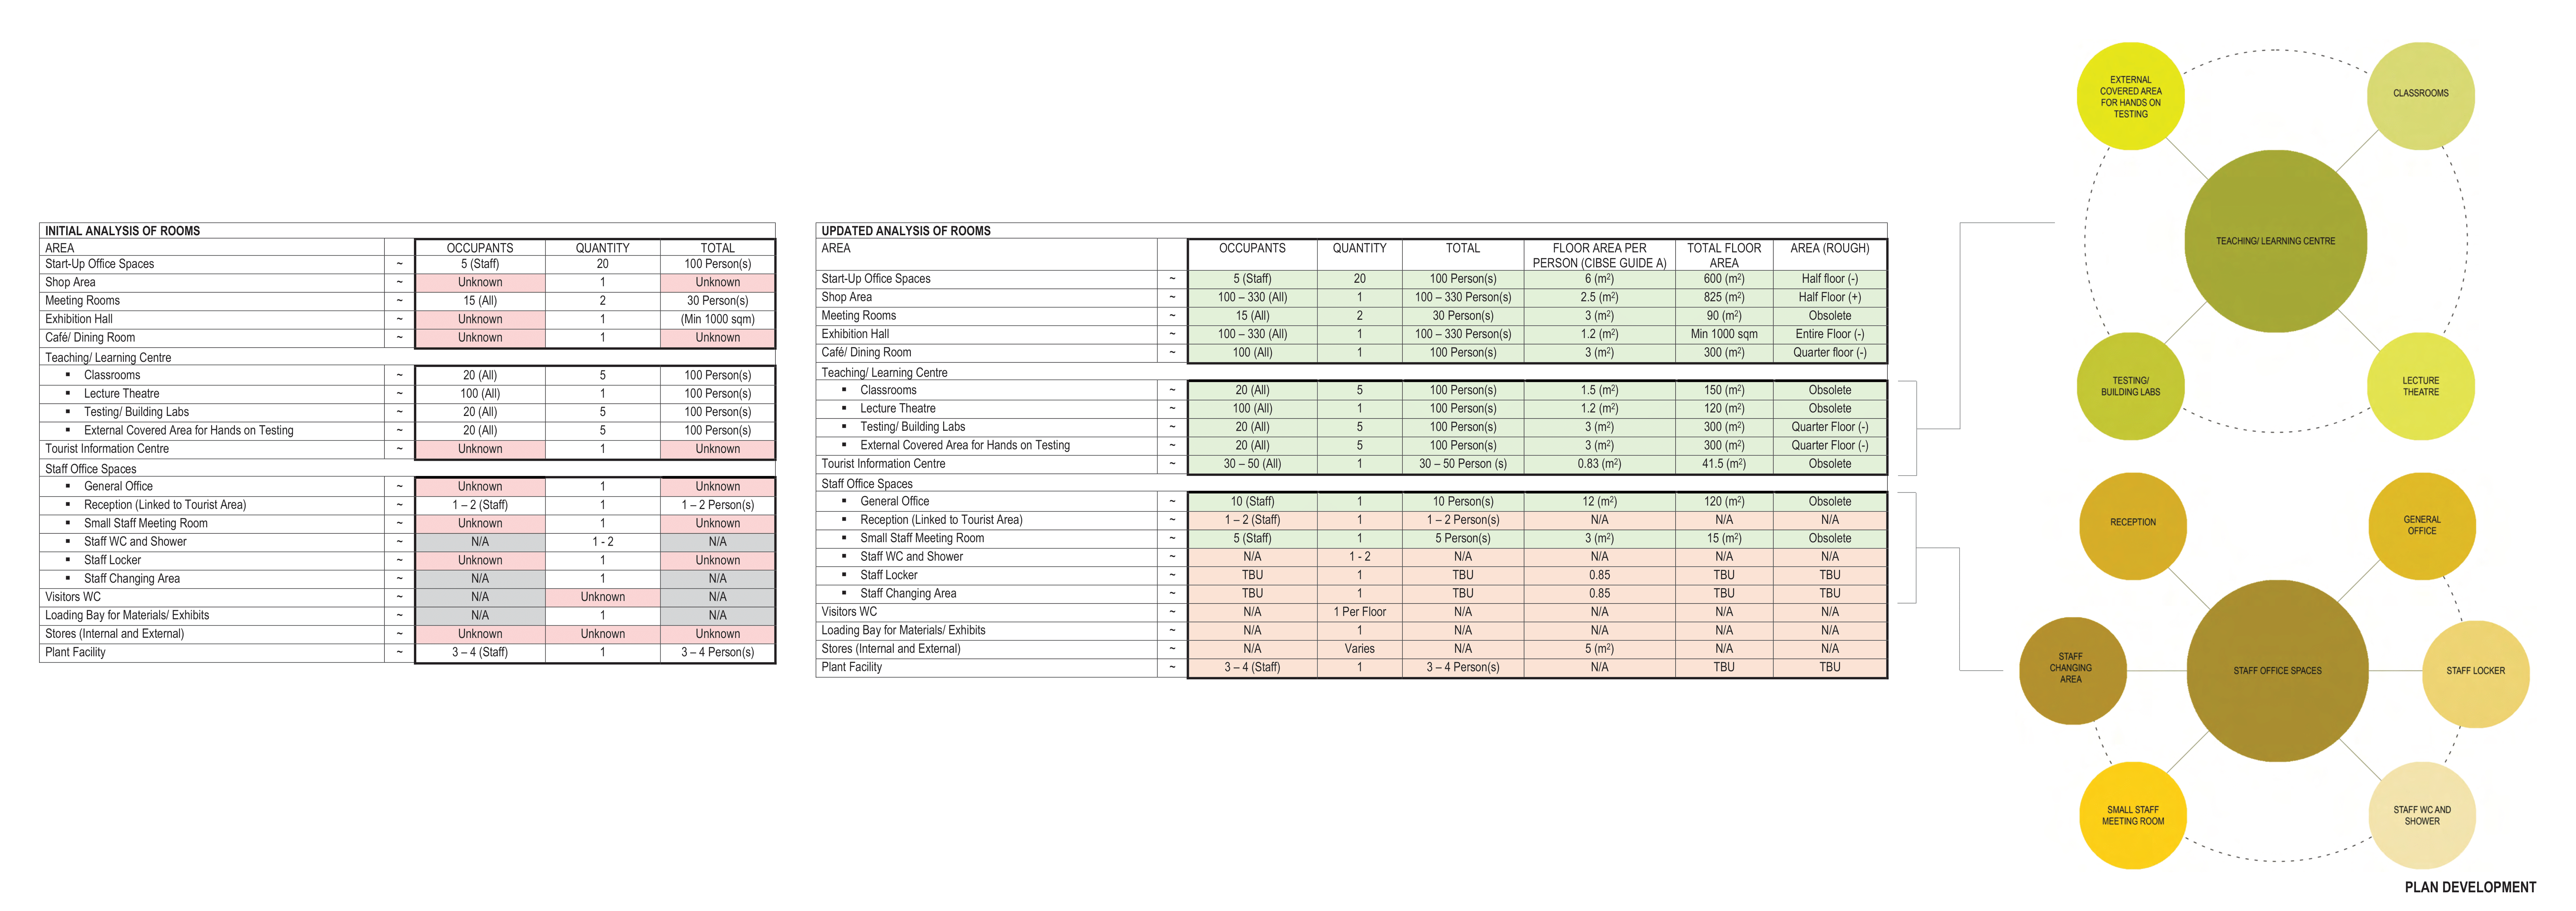 INITIAL ANALYSIS OF ROOMS
AREA OCCUPANTS QUANTITY TOTAL
Start-Up Office Spaces ~ 5 (Staff) 20 100 Person(s)
Shop Area ~ Unknown 1 Unknown
Meeting Rooms ~ 15 (All) 2 30 Person(s)
Exhibition Hall ~ Unknown 1 (Min 1000 sqm)
Café/ Dining Room ~ Unknown 1 Unknown
Teaching/ Learning Centre
▪ Classrooms ~ 20 (All) 5 100 Person(s)
▪ Lecture Theatre ~ 100 (All) 1 100 Person(s)
▪ Testing/ Building Labs ~ 20 (All) 5 100 Person(s)
▪ External Covered Area for Hands on Testing ~ 20 (All) 5 100 Person(s)
Tourist Information Centre ~ Unknown 1 Unknown
Staff Office Spaces
▪ General Office ~ Unknown 1 Unknown
▪ Reception (Linked to Tourist Area) ~ 1 – 2 (Staff) 1 1 – 2 Person(s)
▪ Small Staff Meeting Room ~ Unknown 1 Unknown
▪ Staff WC and Shower ~ N/A 1 - 2 N/A
▪ Staff Locker ~ Unknown 1 Unknown
▪ Staff Changing Area ~ N/A 1 N/A
Visitors WC ~ N/A Unknown N/A
Loading Bay for Materials/ Exhibits ~ N/A 1 N/A
Stores (Internal and External) ~ Unknown Unknown Unknown
Plant Facility ~ 3 – 4 (Staff) 1 3 – 4 Person(s)
UPDATED ANALYSIS OF ROOMS
AREA OCCUPANTS QUANTITY TOTAL FLOOR AREA PER TOTAL FLOOR AREA (ROUGH)
PERSON (CIBSE GUIDE A) AREA
Start-Up Office Spaces ~ 5 (Staff) 20 100 Person(s) 6 (m²) 600 (m²) Half floor (-)
Shop Area ~ 100 – 330 (All) 1 100 – 330 Person(s) 2.5 (m²) 825 (m²) Half Floor (+)
Meeting Rooms ~ 15 (All) 2 30 Person(s) 3 (m²) 90 (m²) Obsolete
Exhibition Hall ~ 100 – 330 (All) 1 100 – 330 Person(s) 1.2 (m²) Min 1000 sqm Entire Floor (-)
Café/ Dining Room ~ 100 (All) 1 100 Person(s) 3 (m²) 300 (m²) Quarter floor (-)
Teaching/ Learning Centre
▪ Classrooms ~ 20 (All) 5 100 Person(s) 1.5 (m²) 150 (m²) Obsolete
▪ Lecture Theatre ~ 100 (All) 1 100 Person(s) 1.2 (m²) 120 (m²) Obsolete
▪ Testing/ Building Labs ~ 20 (All) 5 100 Person(s) 3 (m²) 300 (m²) Quarter Floor (-)
▪ External Covered Area for Hands on Testing ~ 20 (All) 5 100 Person(s) 3 (m²) 300 (m²) Quarter Floor (-)
Tourist Information Centre ~ 30 – 50 (All) 1 30 – 50 Person (s) 0.83 (m²) 41.5 (m²) Obsolete
Staff Office Spaces
▪ General Office ~ 10 (Staff) 1 10 Person(s) 12 (m²) 120 (m²) Obsolete
▪ Reception (Linked to Tourist Area) ~ 1 – 2 (Staff) 1 1 – 2 Person(s) N/A N/A N/A
▪ Small Staff Meeting Room ~ 5 (Staff) 1 5 Person(s) 3 (m²) 15 (m²) Obsolete
▪ Staff WC and Shower ~ N/A 1 - 2 N/A N/A N/A N/A
▪ Staff Locker ~ TBU 1 TBU 0.85 TBU TBU
▪ Staff Changing Area ~ TBU 1 TBU 0.85 TBU TBU
Visitors WC ~ N/A 1 Per Floor N/A N/A N/A N/A
Loading Bay for Materials/ Exhibits ~ N/A 1 N/A N/A N/A N/A
Stores (Internal and External) ~ N/A Varies N/A 5 (m²) N/A N/A
Plant Facility ~ 3 – 4 (Staff) 1 3 – 4 Person(s) N/A TBU TBU
EXTERNAL
COVERED AREA
FOR HANDS ON
TESTING
CLASSROOMS
TEACHING/ LEARNING CENTRE
TESTING/
BUILDING LABS
LECTURE
THEATRE
RECEPTION
GENERAL
OFFICE
STAFF
CHANGING
AREA
STAFF OFFICE SPACES
STAFF LOCKER
SMALL STAFF
MEETING ROOM
STAFF WC AND
SHOWER
PLAN DEVELOPMENT